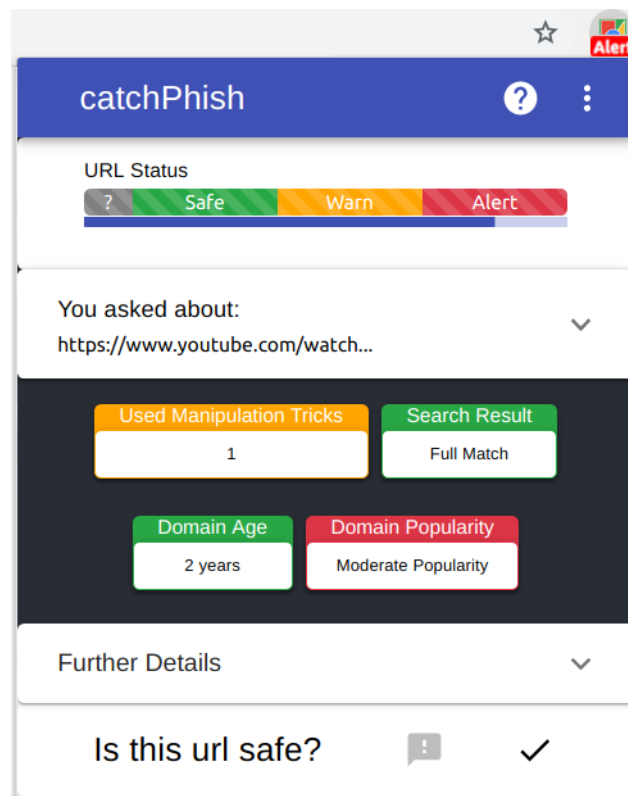 Alert
catchPhish
?
URL Status
? Safe Warn Alert
You asked about:
https://www.youtube.com/watch...
Used Manipulation Tricks
1
Search Result
Full Match
Domain Age
2 years
Domain Popularity
Moderate Popularity
Further Details
Is this url safe?
!